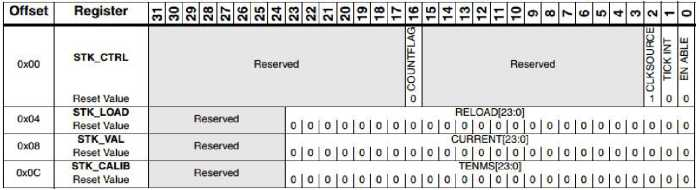 Offset Register 31 30 29 28 27 26 25 24 23 22 21 20 19 18 17 16 15 14 13 12 11 10 9 8 7 6 5 4 3 2 1 0
0x00 STK_CTRL Reserved COUNTFLAG Reserved CLKSOURCE TICK INT EN ABLE
Reset Value 0 1 0 0
0x04 STK_LOAD Reserved RELOAD[23:0]
Reset Value 0 0 0 0 0 0 0 0 0 0 0 0 0 0 0 0 0 0 0 0 0 0 0 0
0x08 STK_VAL Reserved CURRENT[23:0]
Reset Value 0 0 0 0 0 0 0 0 0 0 0 0 0 0 0 0 0 0 0 0 0 0 0 0
0x0C STK_CALIB Reserved TENMS[23:0]
Reset Value 0 0 0 0 0 0 0 0 0 0 0 0 0 0 0 0 0 0 0 0 0 0 0 0